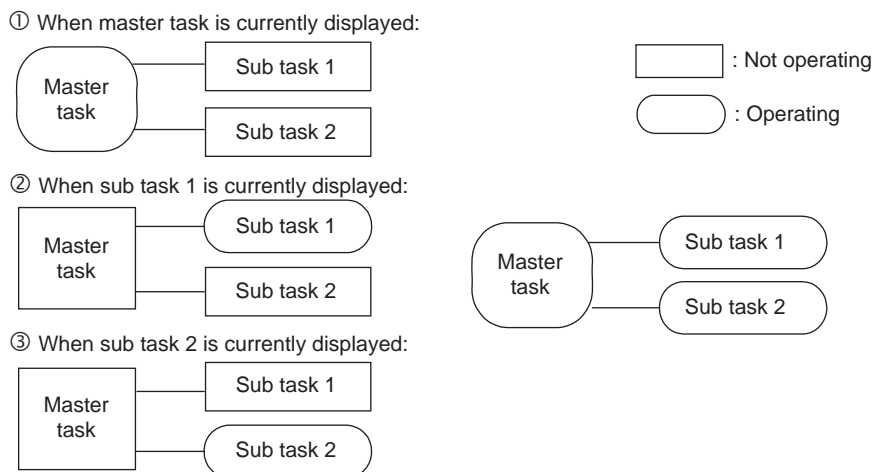 ① When master task is currently displayed:
Master
task
Sub task 1
Sub task 2
② When sub task 1 is currently displayed:
Master
task
Sub task 1
Sub task 2
③ When sub task 2 is currently displayed:
Master
task
Sub task 1
Sub task 2
: Not operating
: Operating
Master
task
Sub task 1
Sub task 2